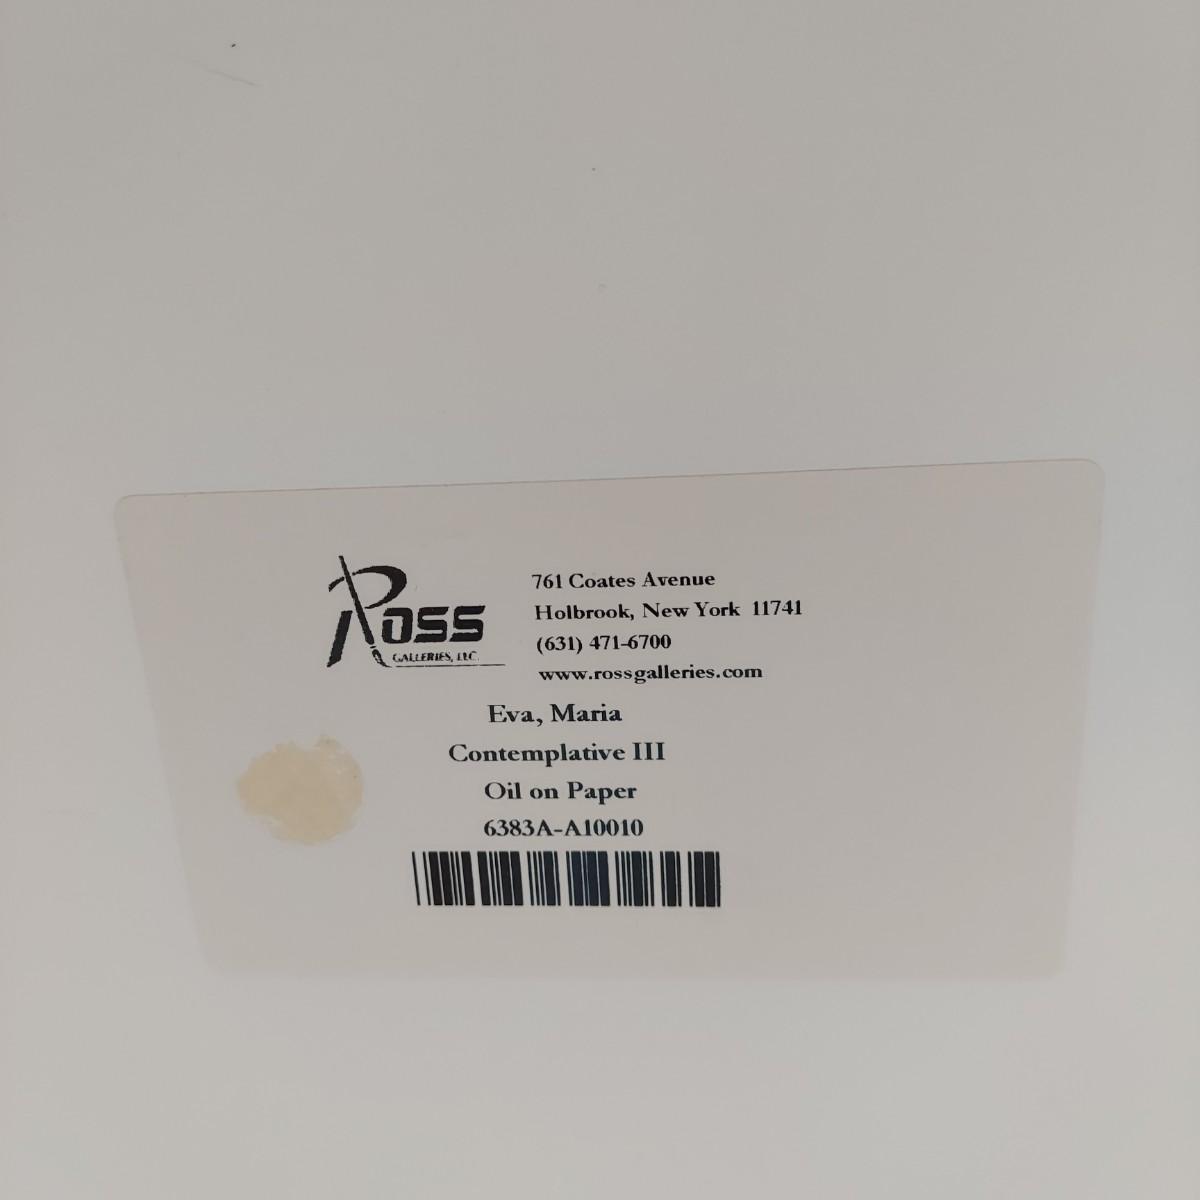 Ross
GALLERIES, LLC.
761 Coates Avenue
Holbrook, New York 11741
(631) 471-6700
www.rossgalleries.com
Eva, Maria
Contemplative III
Oil on Paper
6383A-A10010